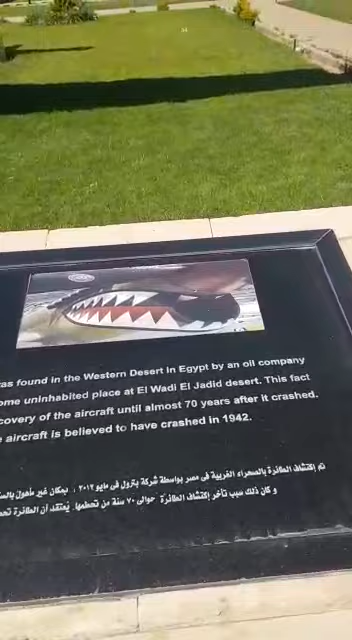 as found in the Western Desert in Egypt by an oil company
ome uninhabited place at El Wadi El Jadid desert. This fact
covery of the aircraft until almost 70 years after it crashed.
e aircraft is believed to have crashed in 1942.
تم إكتشاف الطائرة بالصحراء الغربية فى مصر بواسطة شركة بترول فى مايو ٢٠١٢ ، بمكان غير مأهول
و كان ذلك سبب تأخر إكتشاف الطائرة حوالى ٧٠ سنة من تحطمها. يُعتقد أن الطائرة